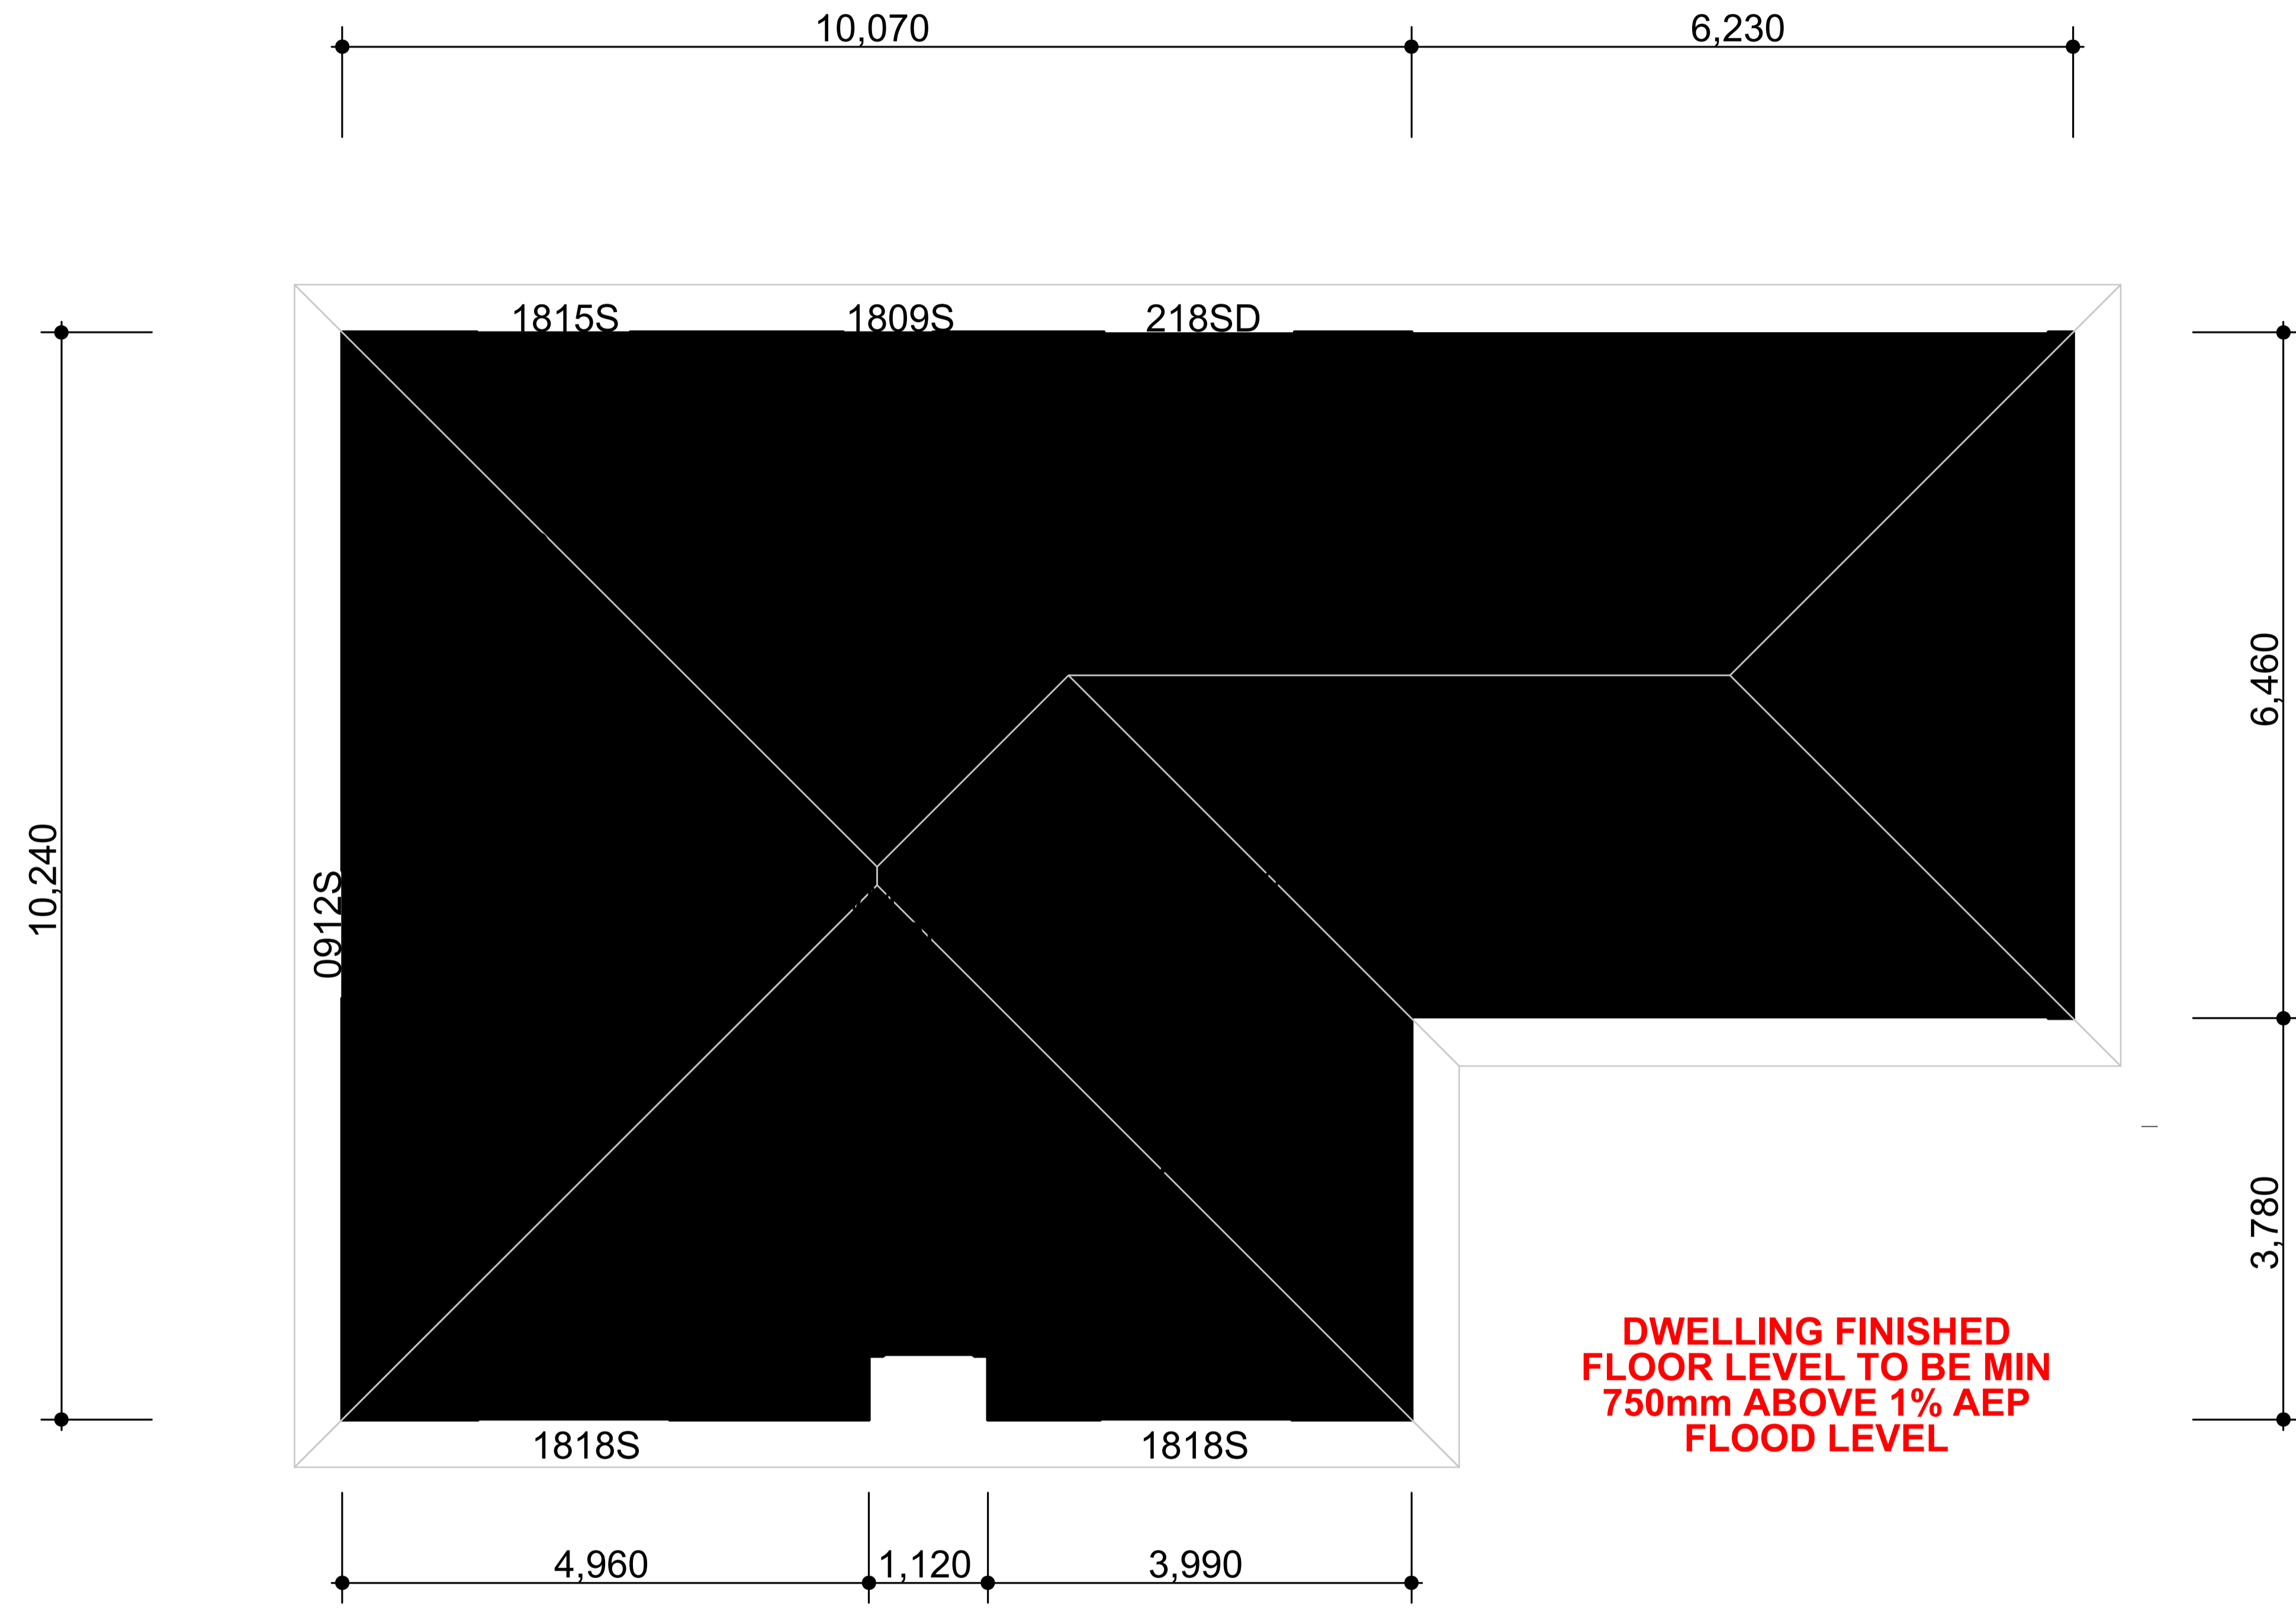 10,070
6,230
1815S
1809S
218SD
10,240
0912S
6,460
3,780
DWELLING FINISHED
FLOOR LEVEL TO BE MIN
750mm ABOVE 1% AEP
FLOOD LEVEL
1818S
1818S
4,960
1,120
3,990